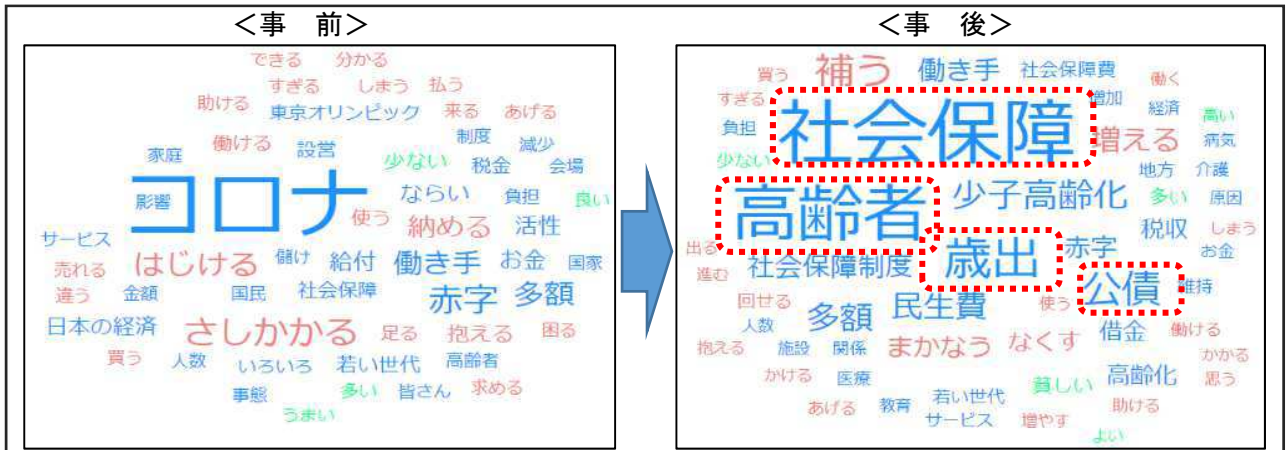 ＜事　前＞
できる 分かる
すぎる しまう 払う
助ける 東京オリンピック 来る あげる
働ける 設営 制度 減少
家庭 少ない 税金 会場
影響 コロナ ならい 負担 良い
使う 納める 活性
サービス
売れる はじける 儲け 給付 働き手 お金 国家
違う 金額 国民 社会保障 赤字 多額
日本の経済 さしかかる 足る 抱える 困る
買う 人数 いろいろ 若い世代 高齢者
事態 多い 皆さん 求める
うまい
＜事　後＞
買う 補う 働き手 社会保障費 働く
すぎる 社会保障 増加 経済 高い
負担 増える 病気
少ない 地方 介護
高齢者 少子高齢化 多い 原因
税収 しまう
出る 歳出 赤字 お金
進む 社会保障制度 公債 維持
回せる 多額 民生費 使う
人数 借金 働ける
抱える 施設 関係 まかなう なくす かかる
かける 医療 貧しい 高齢化 思う
あげる 教育 若い世代 助ける
サービス 増やす
よい